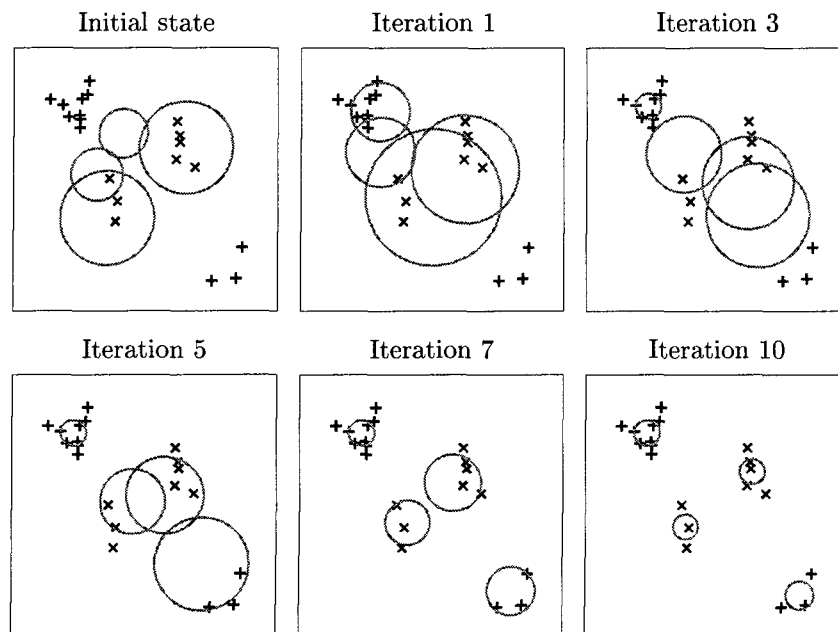 Initial state
Iteration 1
Iteration 3
Iteration 5
Iteration 7
Iteration 10